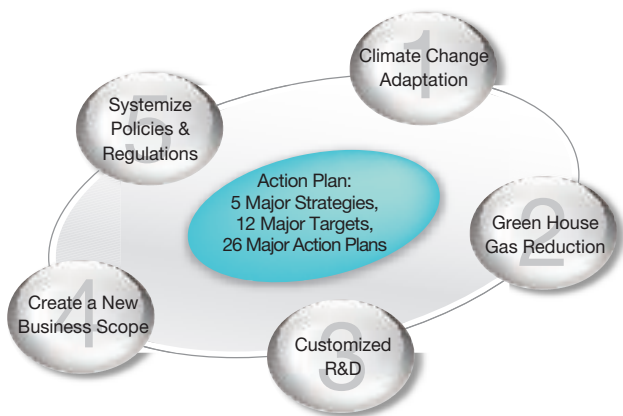 1
Climate Change
Adaptation
2
Green House
Gas Reduction
3
Customized
R&D
4
Create a New
Business Scope
5
Systemize
Policies &
Regulations
Action Plan:
5 Major Strategies,
12 Major Targets,
26 Major Action Plans